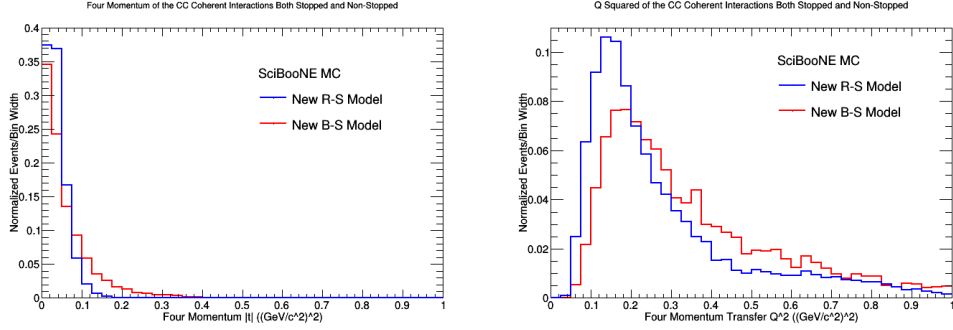 Four Momentum of the CC Coherent Interactions Both Stopped and Non-Stopped
Normalized Events/Bin Width
0.4
0.35
0.3
0.25
0.2
0.15
0.1
0.05
0
SciBooNE MC
New R-S Model
New B-S Model
0 0.1 0.2 0.3 0.4 0.5 0.6 0.7 0.8 0.9 1
Four Momentum |t| ((GeV/c^2)^2)
Q Squared of the CC Coherent Interactions Both Stopped and Non-Stopped
Normalized Events/Bin Width
0.1
0.08
0.06
0.04
0.02
0
SciBooNE MC
New R-S Model
New B-S Model
0 0.1 0.2 0.3 0.4 0.5 0.6 0.7 0.8 0.9 1
Four Momentum Transfer Q^2 ((GeV/c^2)^2)